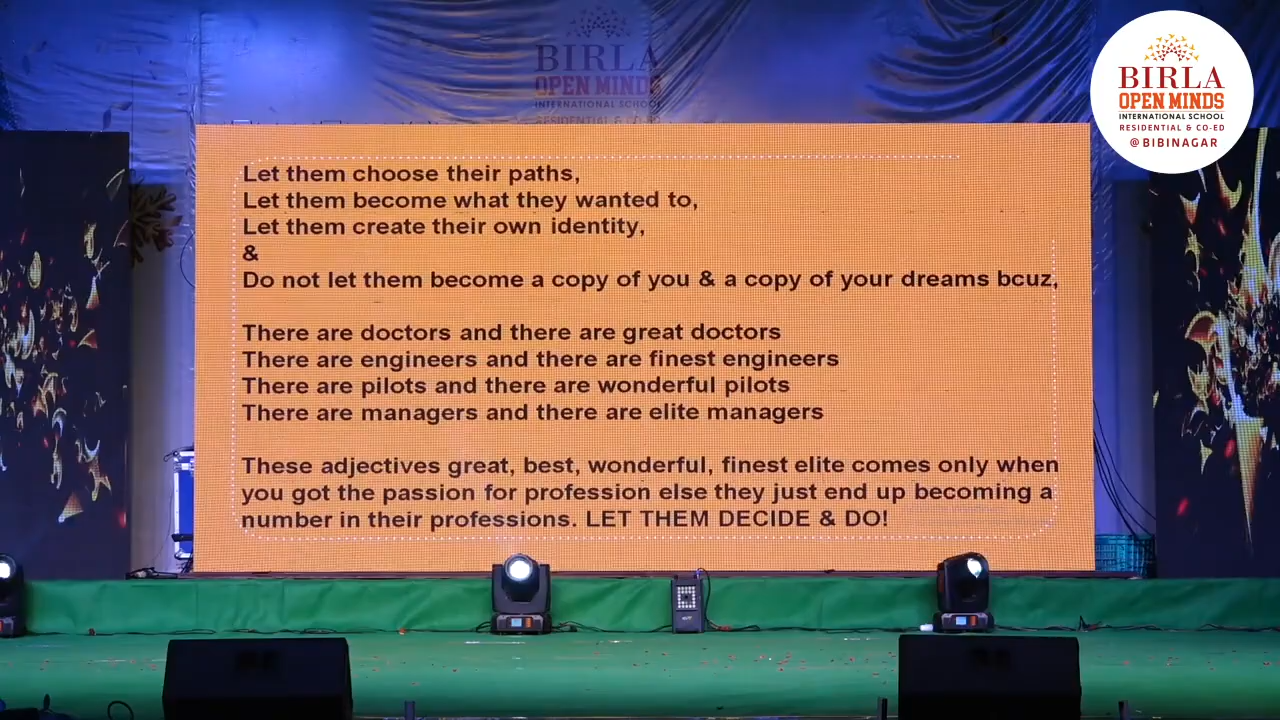 BIRLA
OPEN MINDS
INTERNATIONAL SCHOOL
RESIDENTIAL & CO-ED
BIRLA
OPEN MINDS
INTERNATIONAL SCHOOL
RESIDENTIAL & CO-ED
@BIBINAGAR
Let them choose their paths,
Let them become what they wanted to,
Let them create their own identity,
&
Do not let them become a copy of you & a copy of your dreams bcuz,
There are doctors and there are great doctors
There are engineers and there are finest engineers
There are pilots and there are wonderful pilots
There are managers and there are elite managers
These adjectives great, best, wonderful, finest elite comes only when
you got the passion for profession else they just end up becoming a
number in their professions. LET THEM DECIDE & DO!